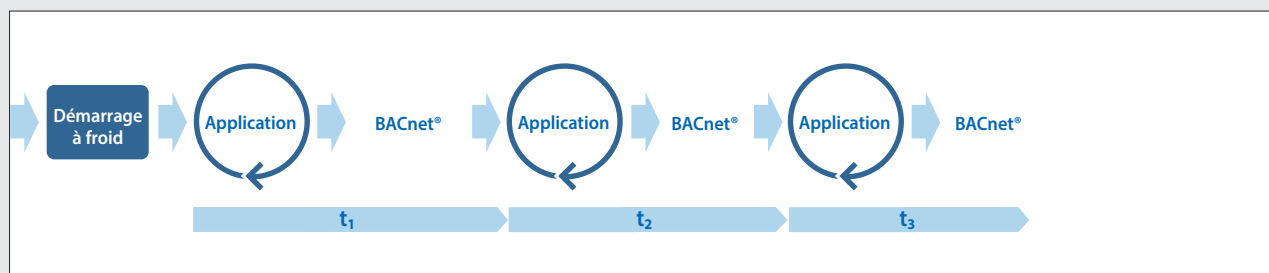 Démarrage
à froid
Application
BACnet®
Application
BACnet®
Application
BACnet®
t₁
t₂
t₃